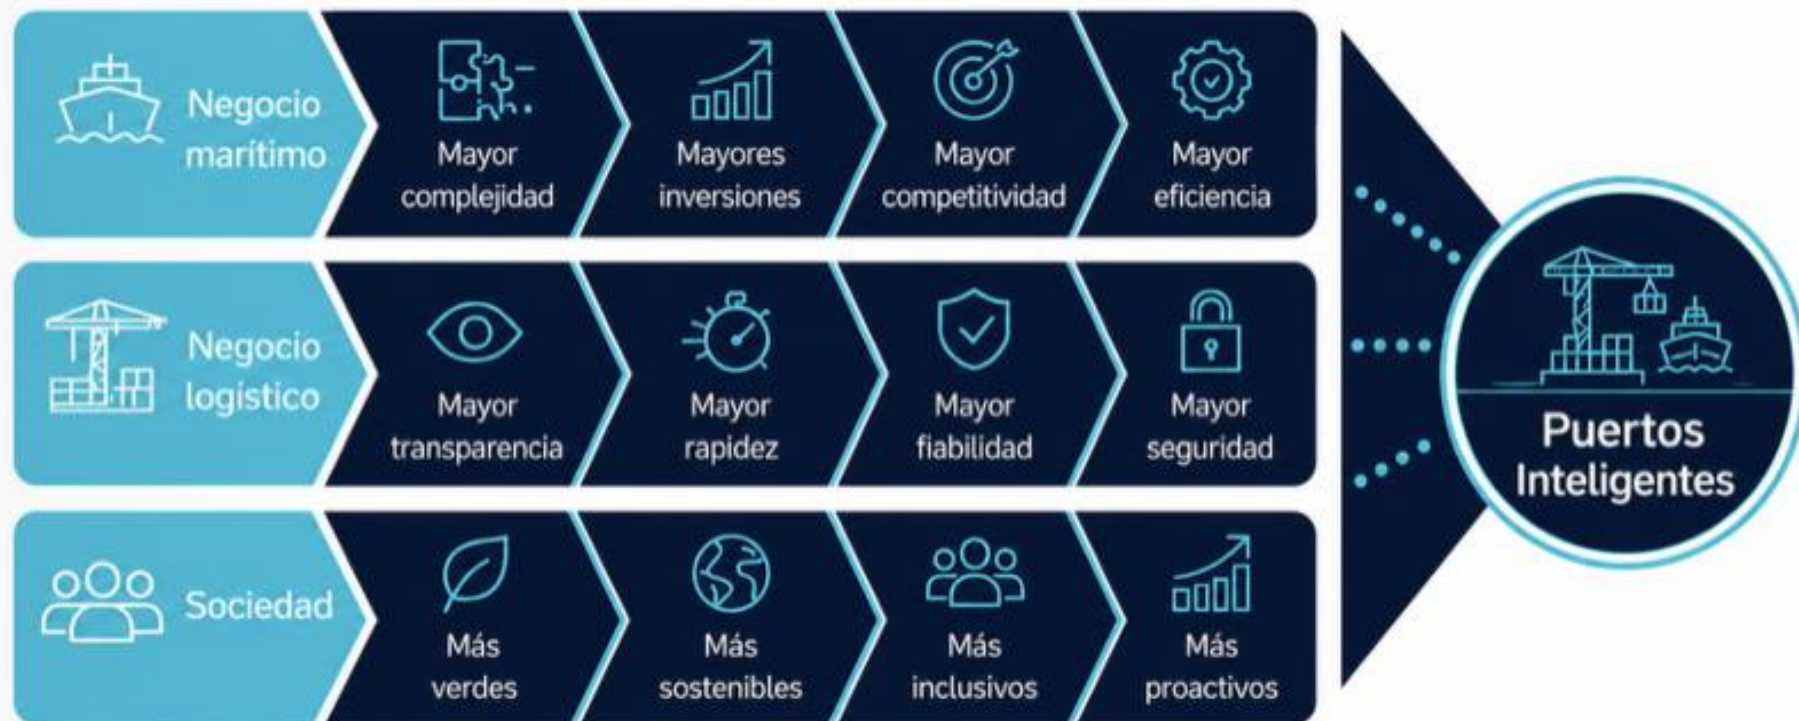 Negocio
marítimo
Mayor
complejidad
Mayores
inversiones
Mayor
competitividad
Mayor
eficiencia
Negocio
logístico
Mayor
transparencia
Mayor
rapidez
Mayor
fiabilidad
Mayor
seguridad
Sociedad
Más
verdes
Más
sostenibles
Más
inclusivos
Más
proactivos
Puertos
Inteligentes